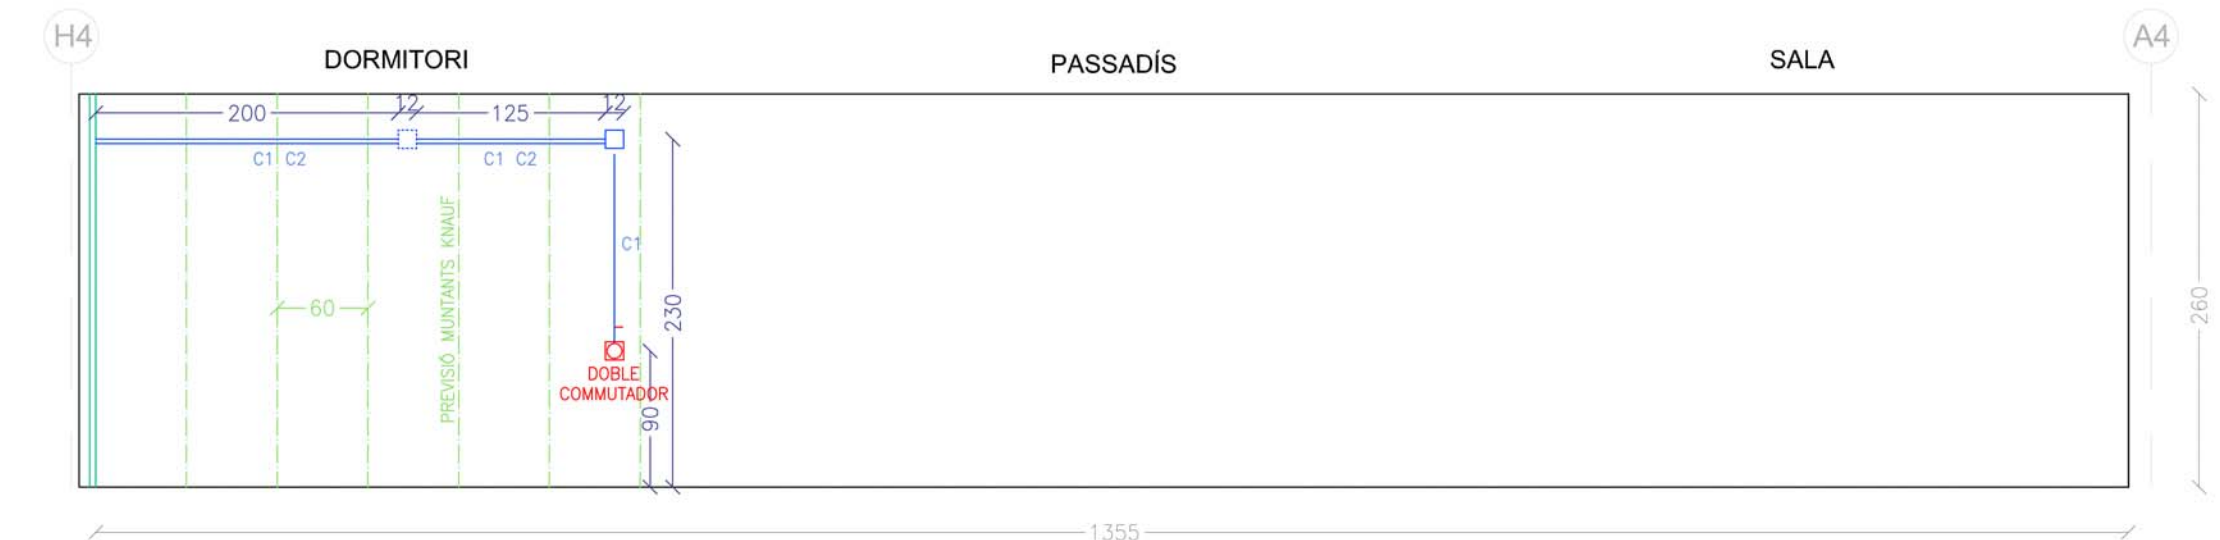 H4
A4
DORMITORI
PASSADÍS
SALA
200
12
125
12
C1 C2
C1 C2
C1
PREVISIÓ MUNTANTS KNAUF
60
230
DOBLE
COMMUTADOR
90
260
1355